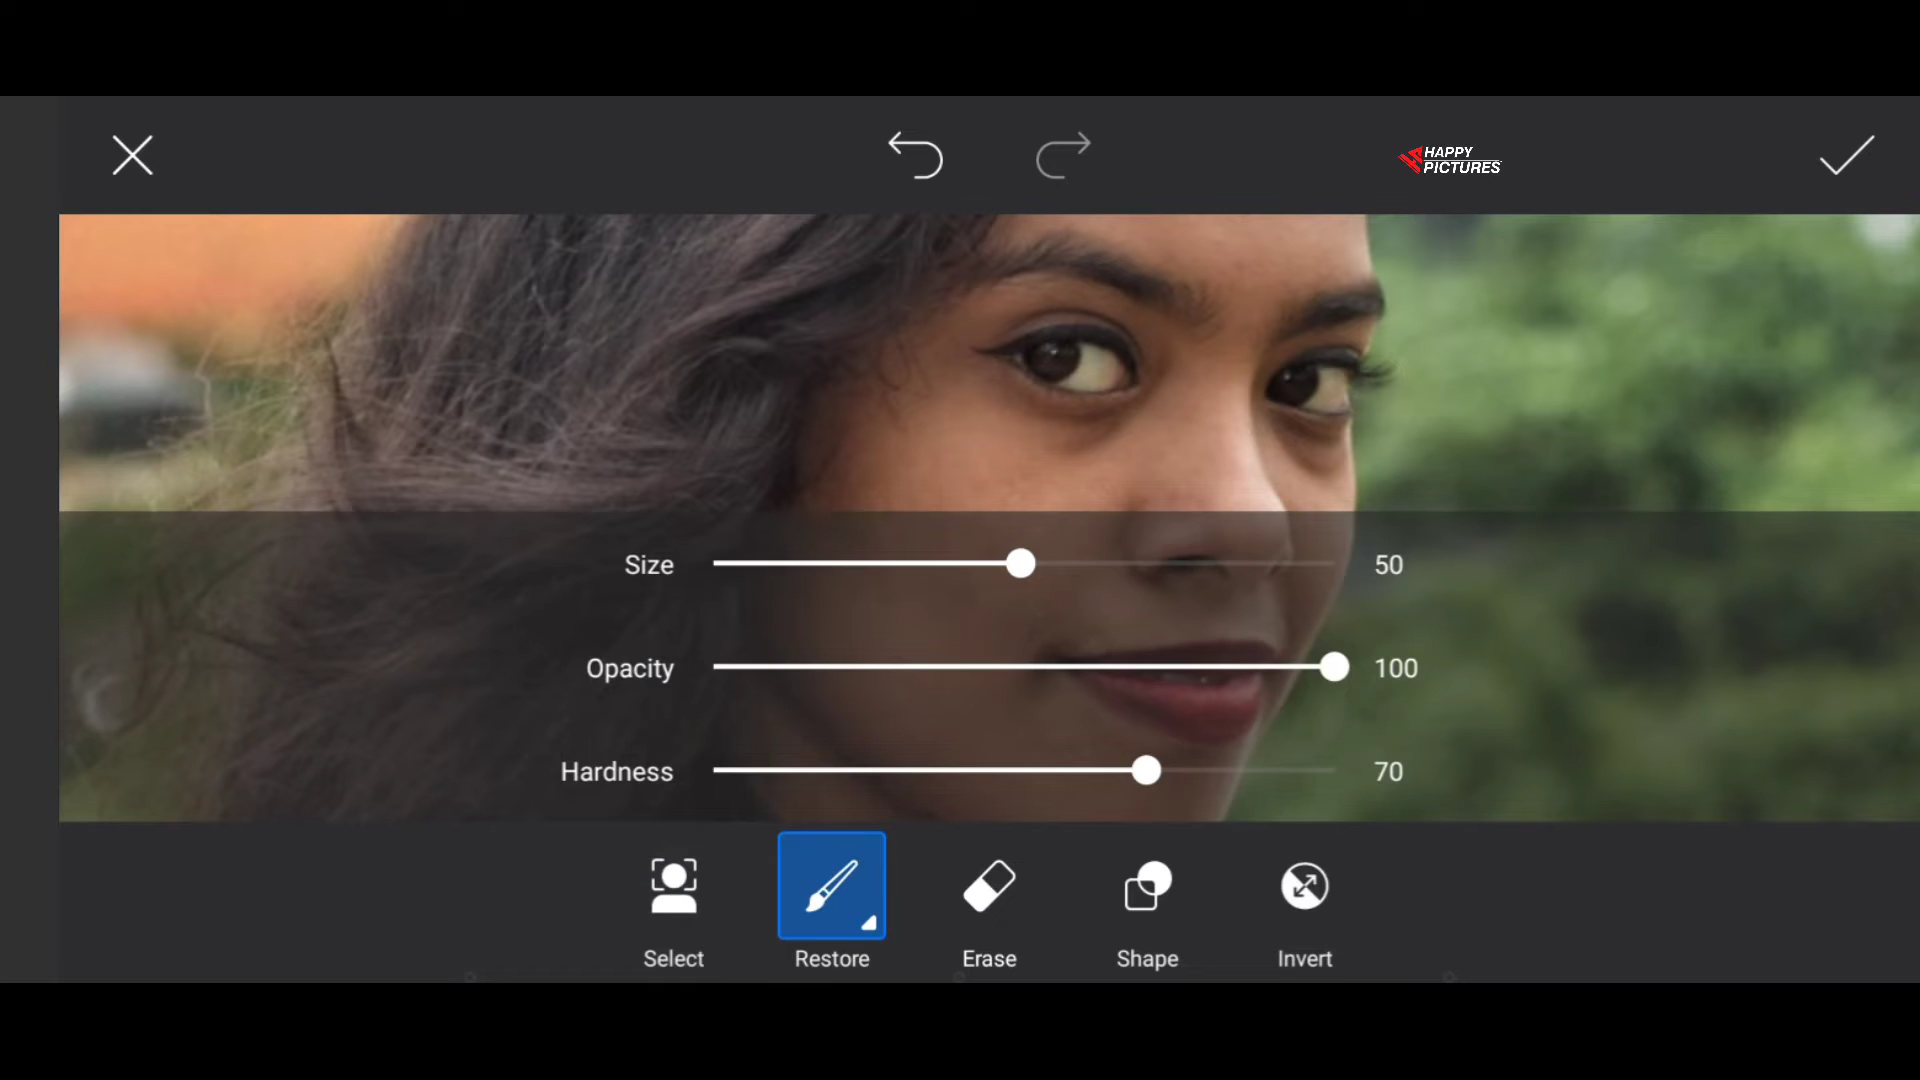 HAPPY
PICTURES
Size 50
Opacity 100
Hardness 70
Select Restore Erase Shape Invert